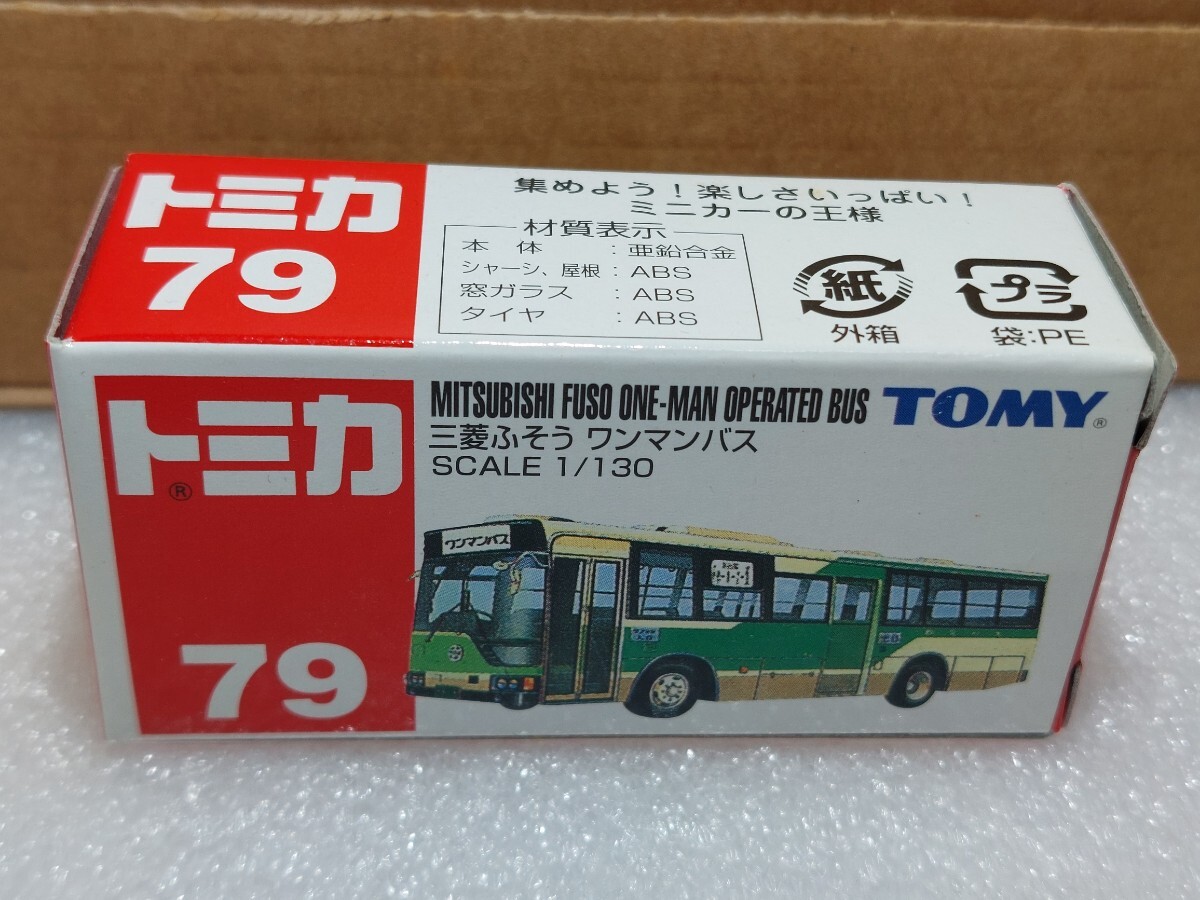 トミカ
79
集めよう！楽しさいっぱい！
ミニカーの王様
材質表示
本 体 : 亜鉛合金
シャーシ、屋根 : ABS
窓ガラス : ABS
タイヤ : ABS
紙
外箱
プラ
袋:PE
トミカ®
79
MITSUBISHI FUSO ONE-MAN OPERATED BUS
三菱ふそう ワンマンバス
SCALE 1/130
TOMY®
ワンマンバス